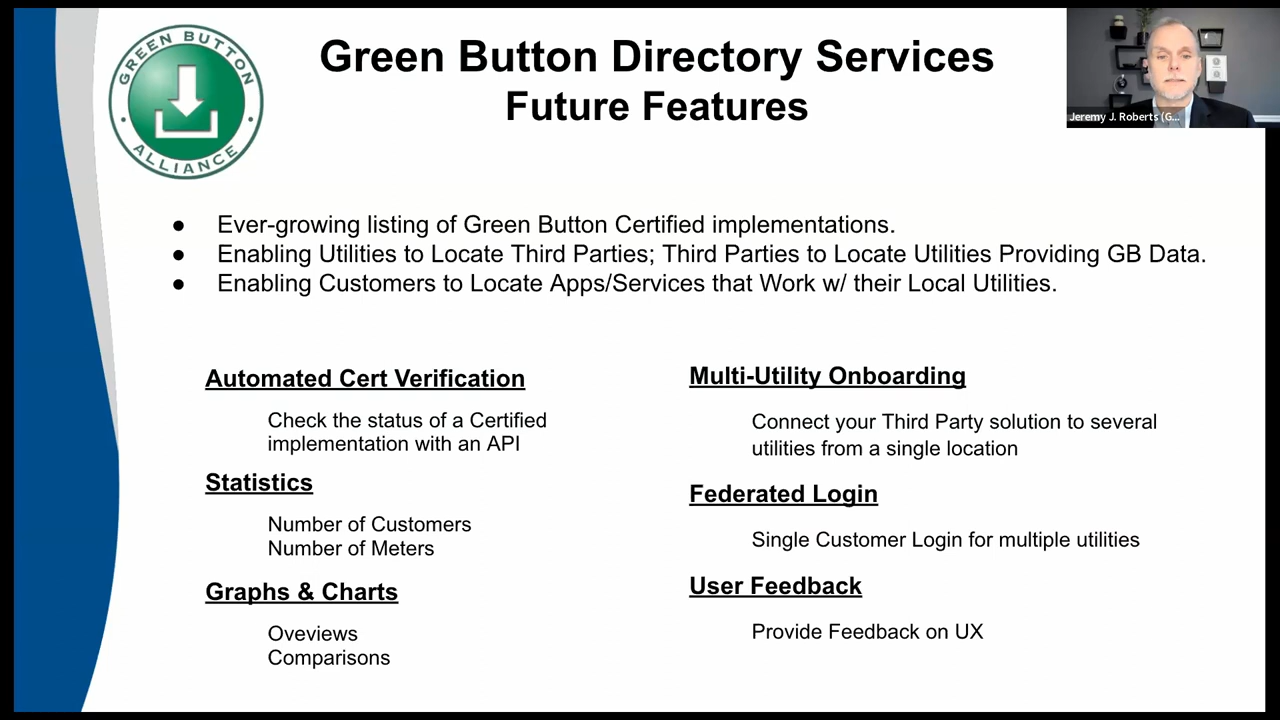 GREEN BUTTON
ALLIANCE
Green Button Directory Services
Future Features
Jeremy J. Roberts (G...
● Ever-growing listing of Green Button Certified implementations.
● Enabling Utilities to Locate Third Parties; Third Parties to Locate Utilities Providing GB Data.
● Enabling Customers to Locate Apps/Services that Work w/ their Local Utilities.
Automated Cert Verification
Check the status of a Certified
implementation with an API
Statistics
Number of Customers
Number of Meters
Graphs & Charts
Oveviews
Comparisons
Multi-Utility Onboarding
Connect your Third Party solution to several
utilities from a single location
Federated Login
Single Customer Login for multiple utilities
User Feedback
Provide Feedback on UX